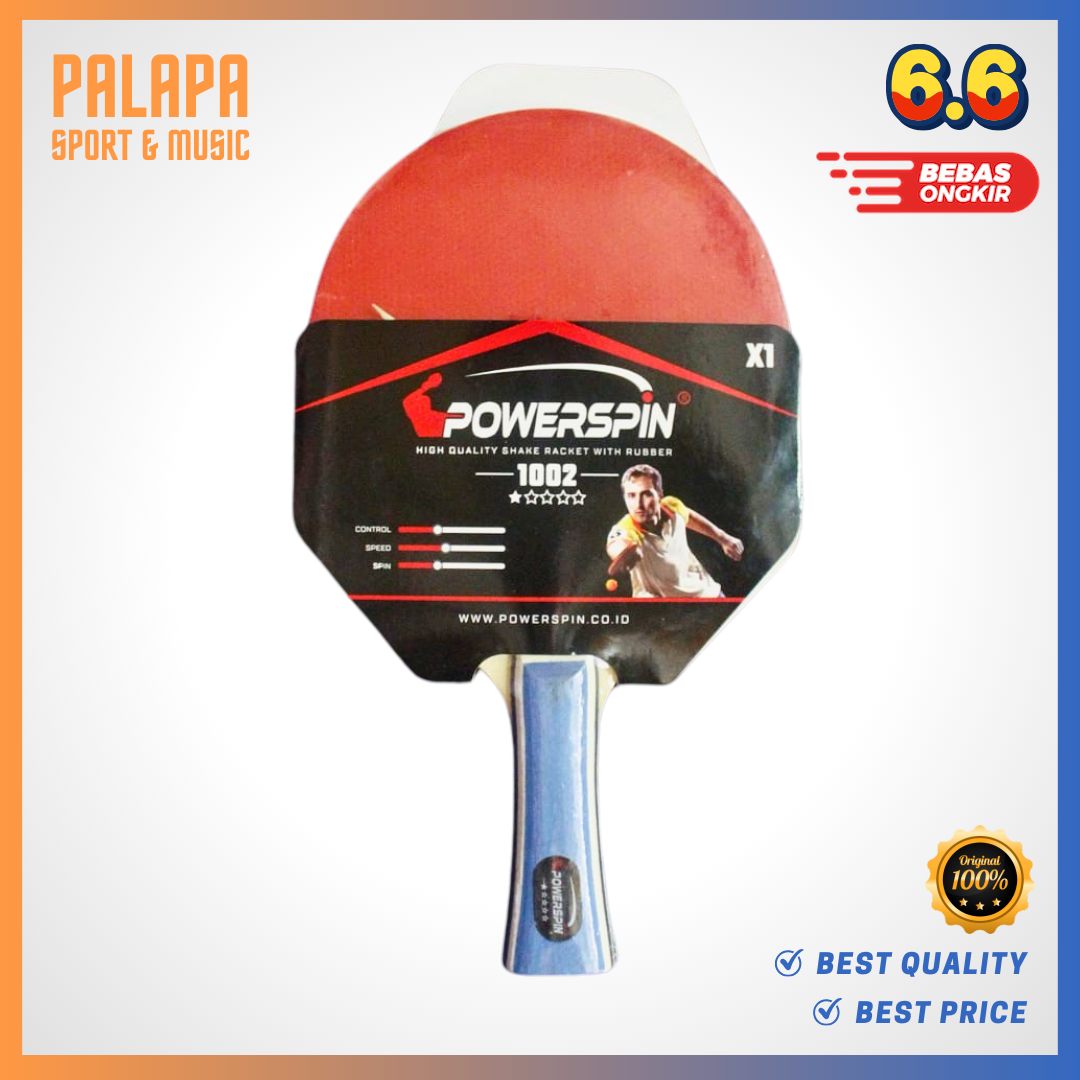 PALAPA
SPORT & MUSIC
6.6
BEBAS
ONGKIR
X1
POWERSPIN
HIGH QUALITY SHAKE RACKET WITH RUBBER
1002
CONTROL
SPEED
SPIN
WWW.POWERSPIN.CO.ID
POWERSPIN
Original
100%
BEST QUALITY
BEST PRICE